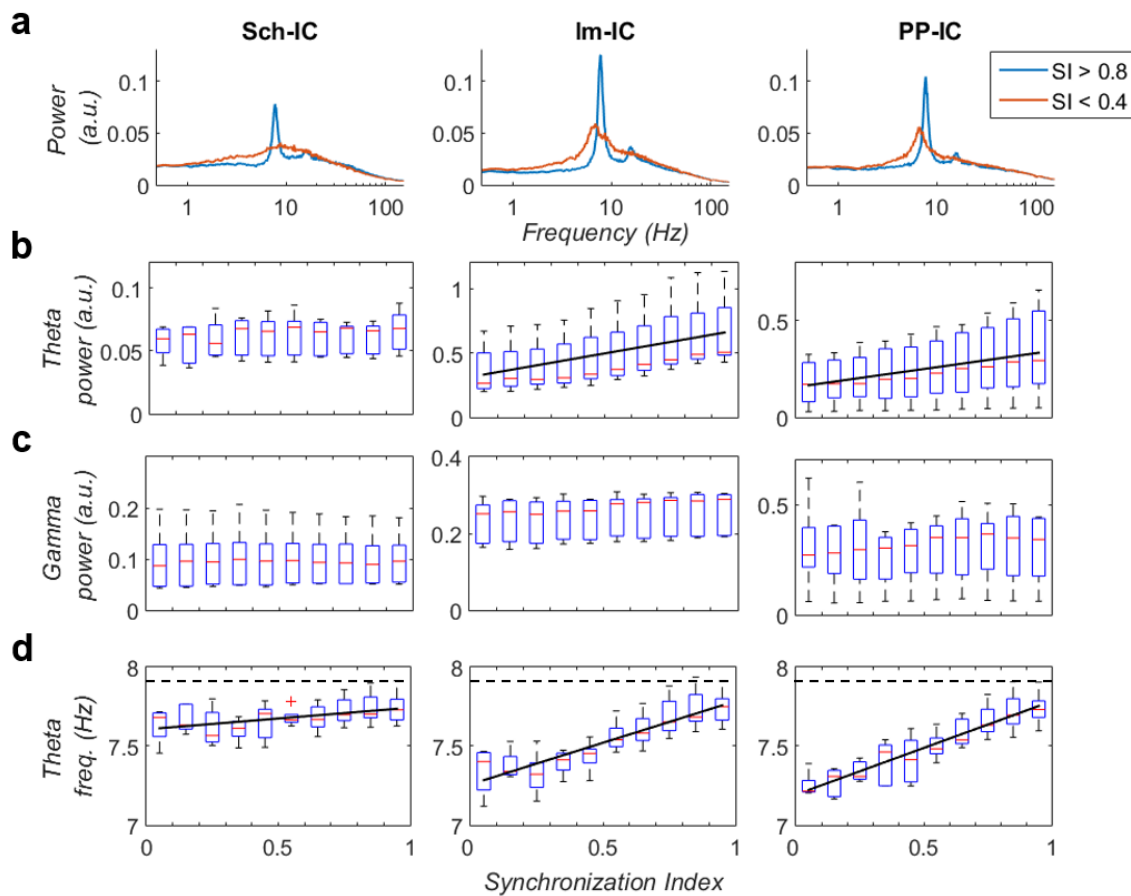 a
Sch-IC
lm-IC
PP-IC
Power
(a.u.)
0.1
0.05
0
1
10
100
0.1
0.05
0
1
10
100
0.1
0.05
0
1
10
100
SI > 0.8
SI < 0.4
Frequency (Hz)
b
Theta
power (a.u.)
0.1
0.05
0
1
0.5
0
0.5
0
c
Gamma
power (a.u.)
0.2
0.1
0
0.4
0.2
0
0.5
0
d
Theta
freq. (Hz)
8
7.5
7
0
0.5
1
8
7.5
7
0
0.5
1
8
7.5
7
0
0.5
1
Synchronization Index